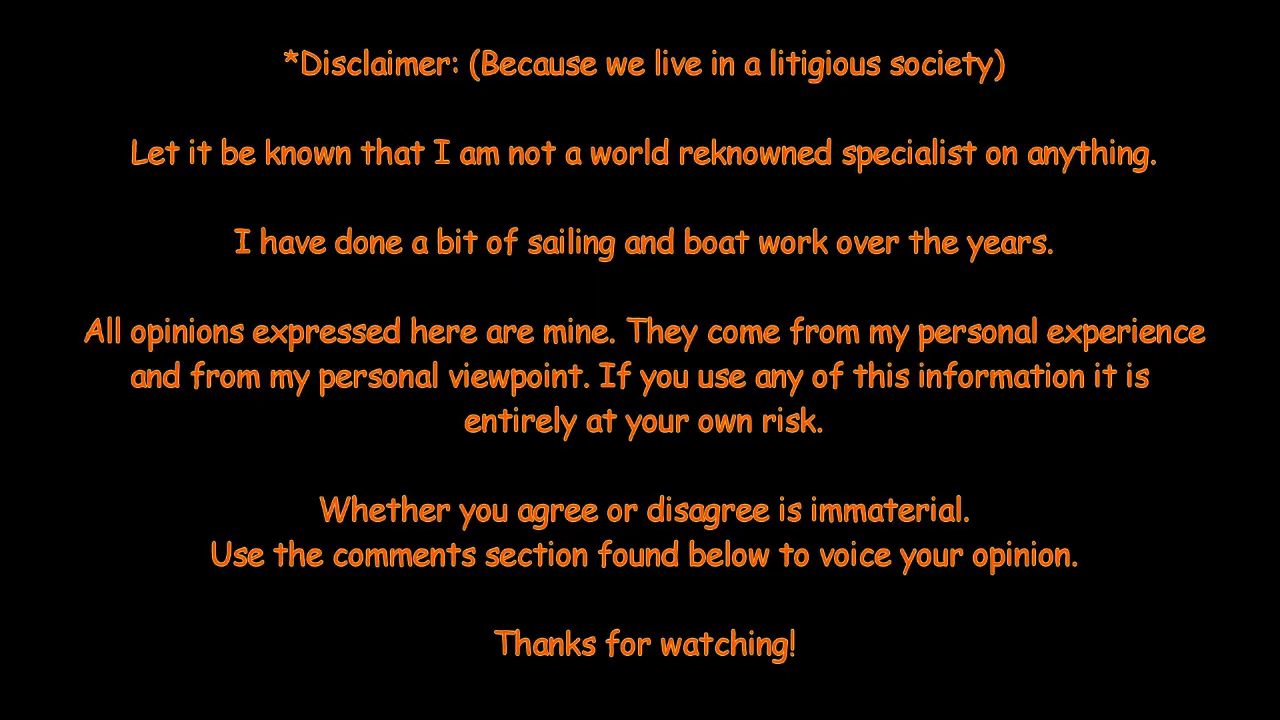 *Disclaimer: (Because we live in a litigious society)
Let it be known that I am not a world reknowned specialist on anything.
I have done a bit of sailing and boat work over the years.
All opinions expressed here are mine. They come from my personal experience
and from my personal viewpoint. If you use any of this information it is
entirely at your own risk.
Whether you agree or disagree is immaterial.
Use the comments section found below to voice your opinion.
Thanks for watching!